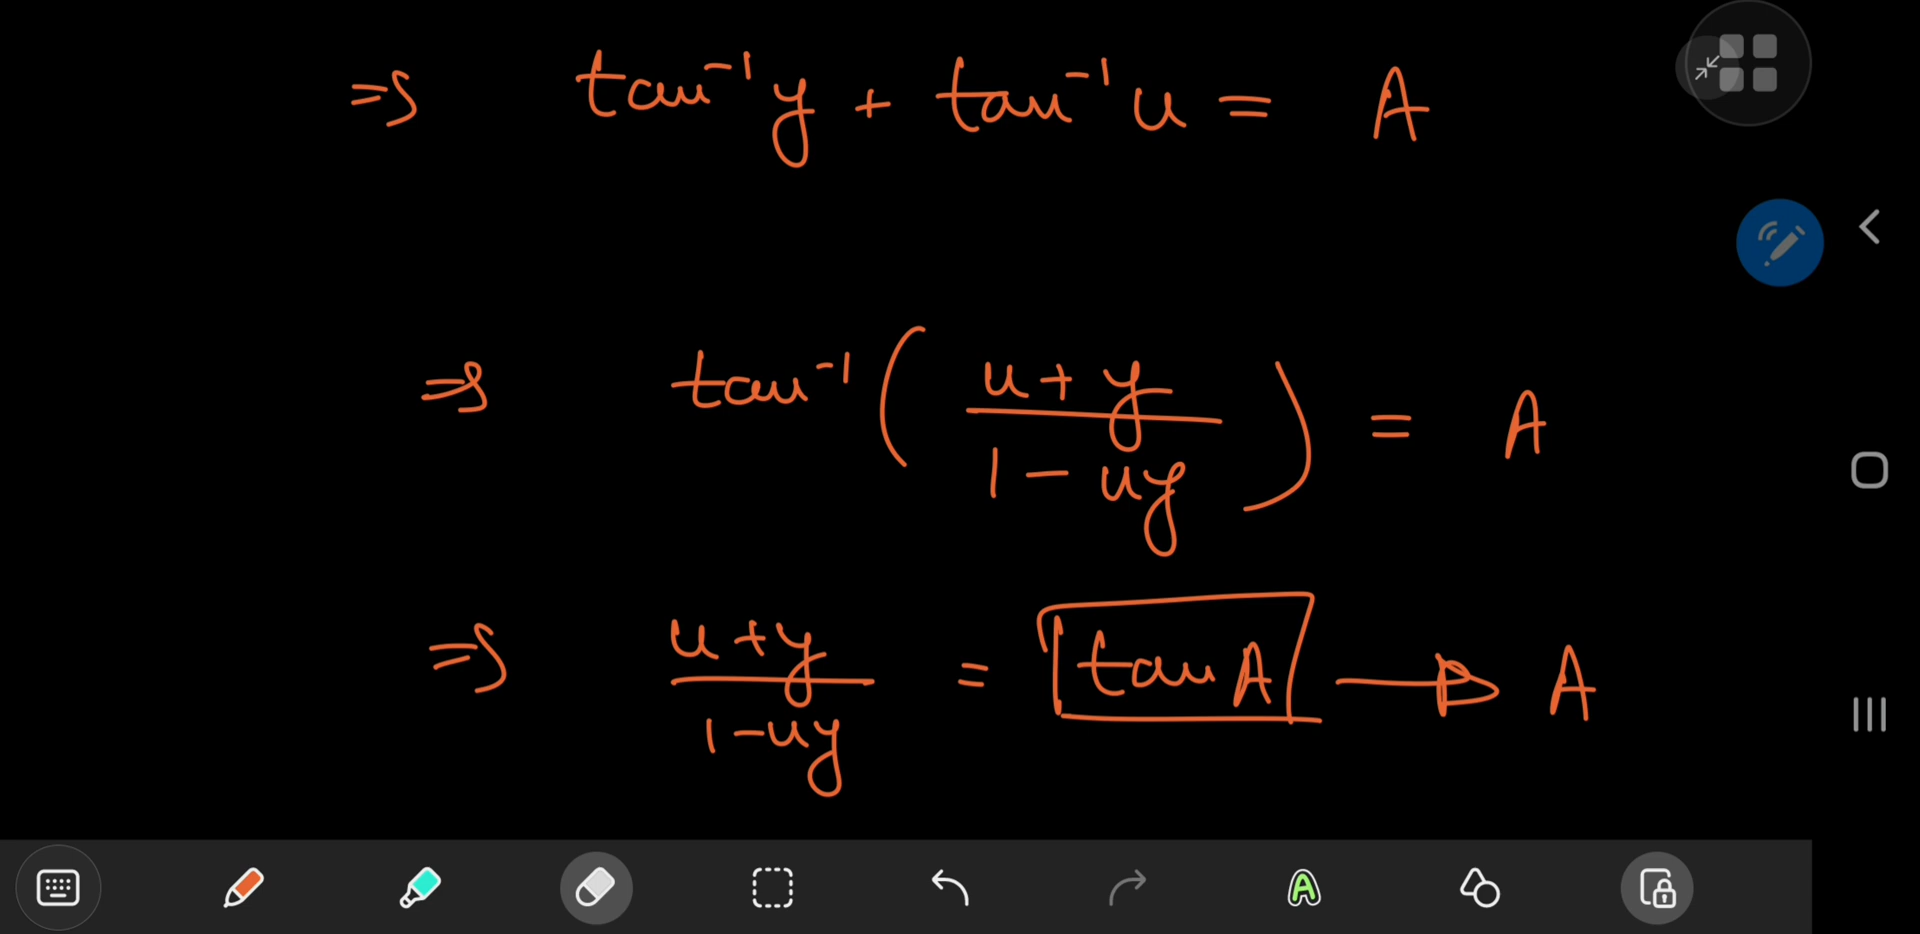 ⇒ tan⁻¹y + tan⁻¹u = A
⇒ tan⁻¹(u+y / 1-uy) = A
⇒ u+y / 1-uy = tan A → A